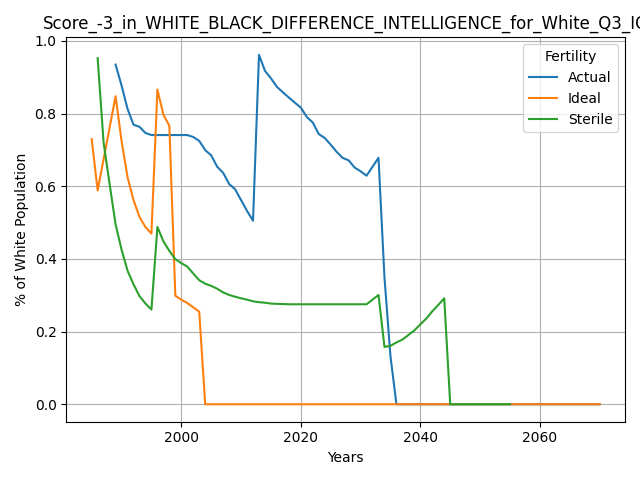 Score_-3_in_WHITE_BLACK_DIFFERENCE_INTELLIGENCE_for_White_Q3_IC
Fertility
Actual
Ideal
Sterile
% of White Population
1.0
0.8
0.6
0.4
0.2
0.0
2000
2020
2040
2060
Years